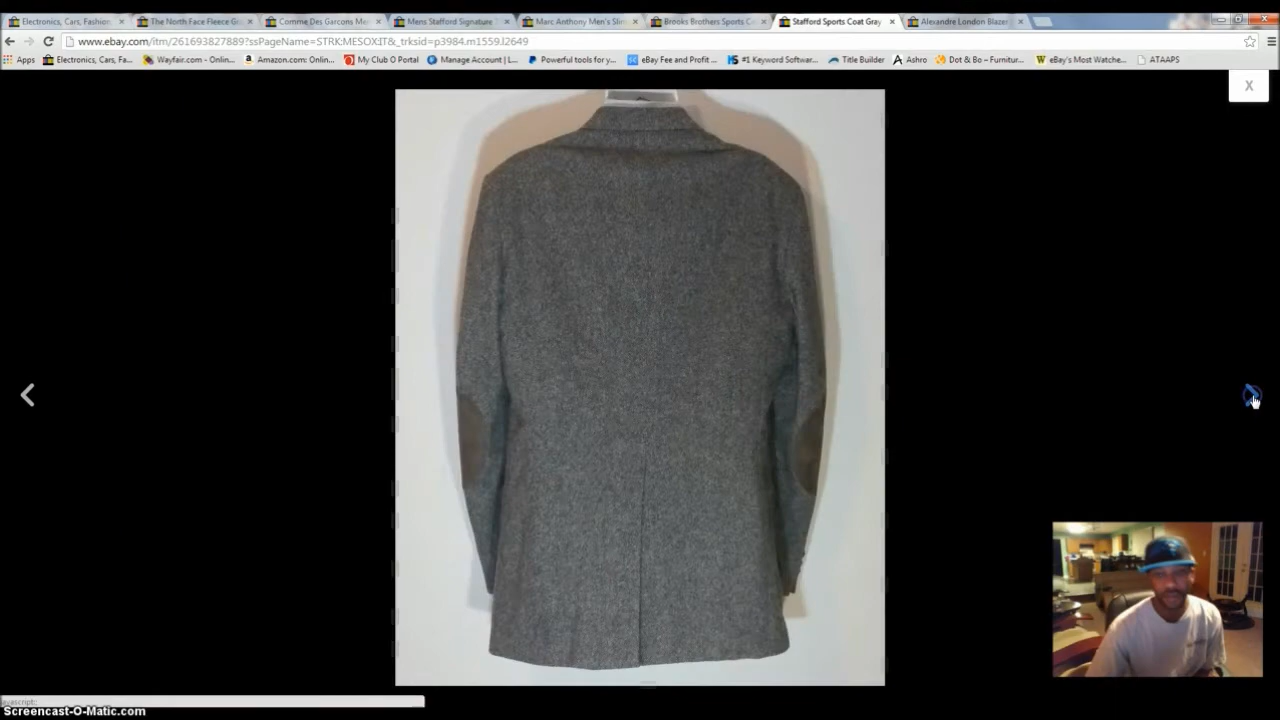 Electronics, Cars, Fashion
The North Face Fleece Gr
Comme Des Garcons Me
Mens Stafford Signature
Marc Anthony Men's Slim
Brooks Brothers Sports C
Stafford Sports Coat Gray
Alexandre London Blazer
www.ebay.com/itm/261693827889?ssPageName=STRK:MESOX:IT&_trksid=p3984.m1559.l2649
Apps
Electronics, Cars, Fa...
Wayfair.com - Onlin...
Amazon.com: Onlin...
My Club O Portal
Manage Account | L...
Powerful tools for y...
eBay Fee and Profit ...
#1 Keyword Softwar...
Title Builder
Ashro
Dot & Bo – Furnitur...
eBay's Most Watche...
ATAAPS
X
javascript:;
Screencast-O-Matic.com